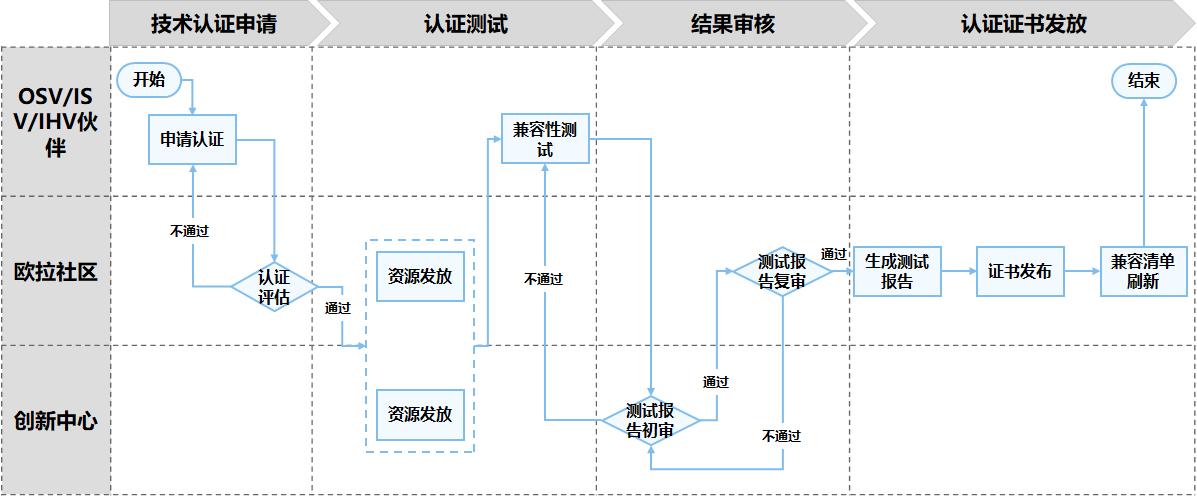 技术认证申请
认证测试
结果审核
认证证书发放
OSV/IS
V/IHV伙
伴
开始
申请认证
兼容性测
试
结束
欧拉社区
不通过
认证
评估
通过
资源发放
不通过
测试报
告复审
通过
生成测试
报告
证书发布
兼容清单
刷新
创新中心
资源发放
测试报
告初审
通过
不通过